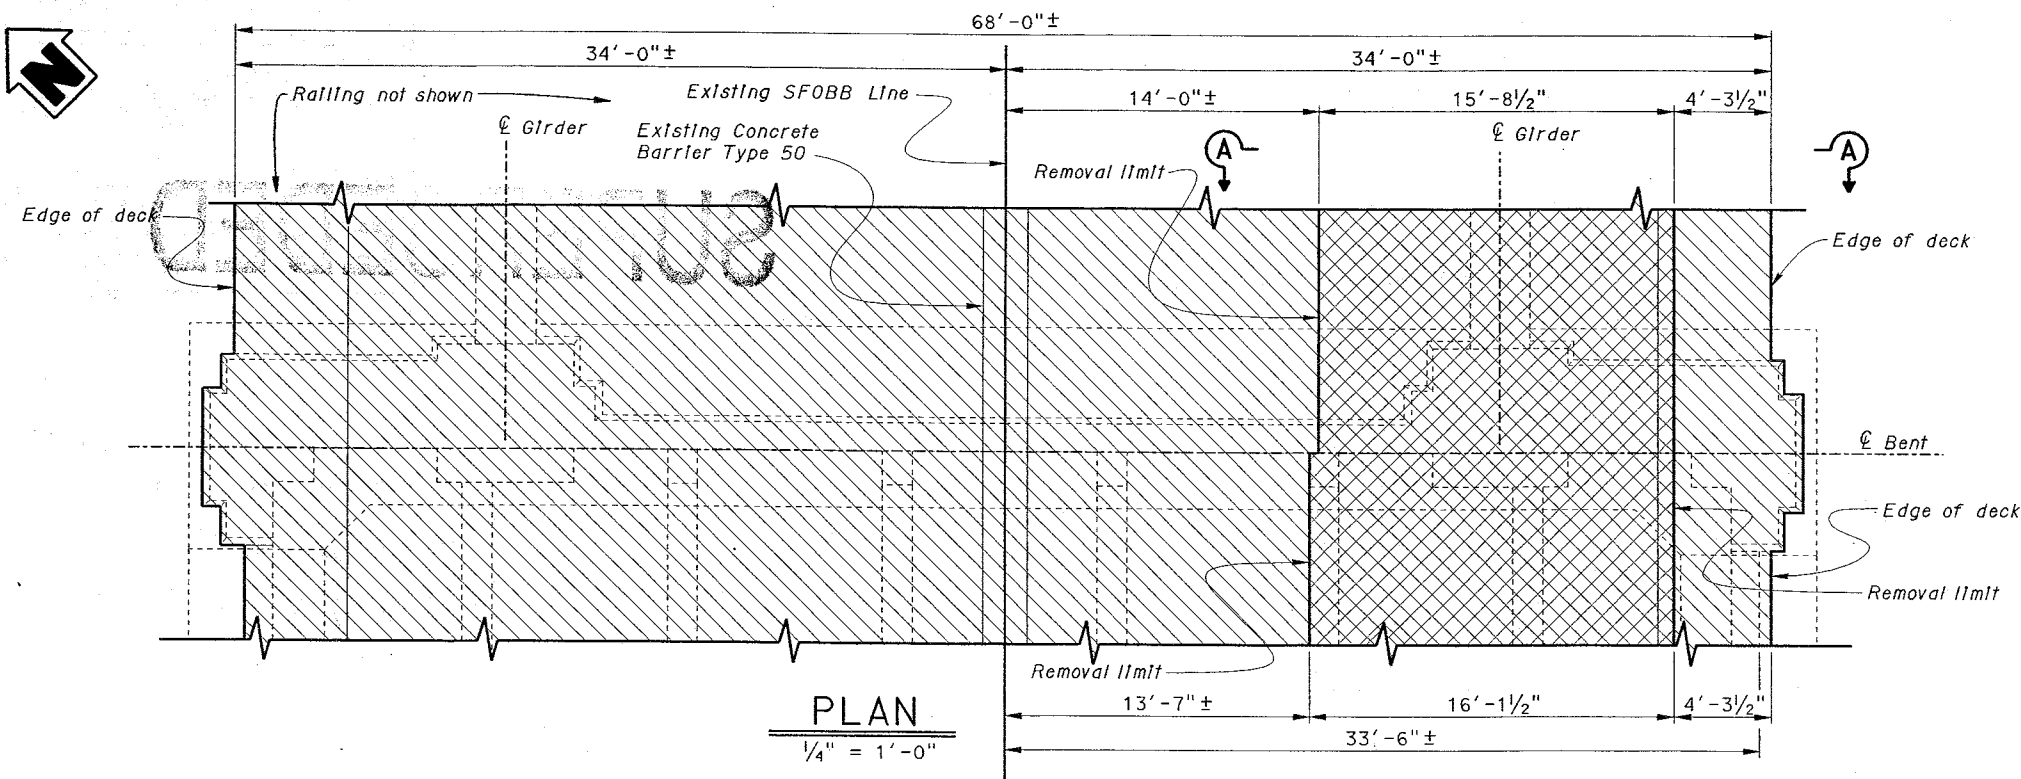 68'-0"±
34'-0"±
34'-0"±
N
Railing not shown
Existing SFOBB Line
14'-0"±
15'-8½"
4'-3½"
℄ Girder
Existing Concrete
Barrier Type 50
℄ Girder
A
A
Removal limit
Edge of deck
Edge of deck
℄ Bent
Edge of deck
Removal limit
Removal limit
PLAN
¼" = 1'-0"
13'-7"±
16'-1½"
4'-3½"
33'-6"±